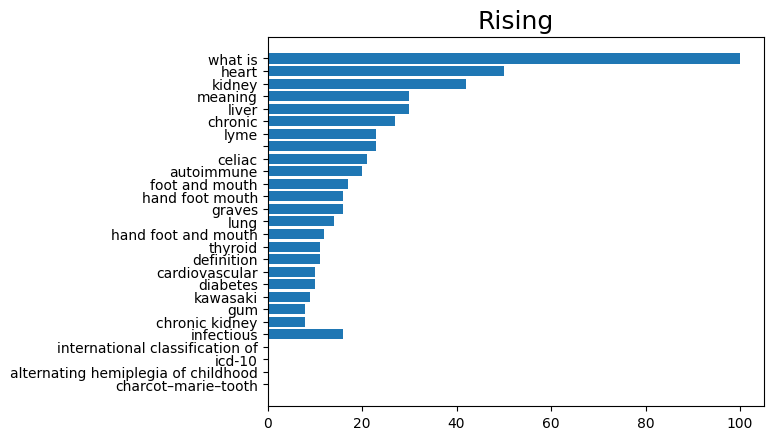 Rising
what is
heart
kidney
meaning
liver
chronic
lyme
celiac
autoimmune
foot and mouth
hand foot mouth
graves
lung
hand foot and mouth
thyroid
definition
cardiovascular
diabetes
kawasaki
gum
chronic kidney
infectious
international classification of
icd-10
alternating hemiplegia of childhood
charcot–marie–tooth
0 20 40 60 80 100